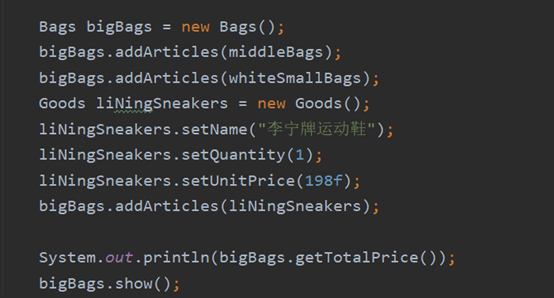 Bags bigBags = new Bags();
bigBags.addArticles(middleBags);
bigBags.addArticles(whiteSmallBags);
Goods liNingSneakers = new Goods();
liNingSneakers.setName("李宁牌运动鞋");
liNingSneakers.setQuantity(1);
liNingSneakers.setUnitPrice(198f);
bigBags.addArticles(liNingSneakers);
System.out.println(bigBags.getTotalPrice());
bigBags.show();